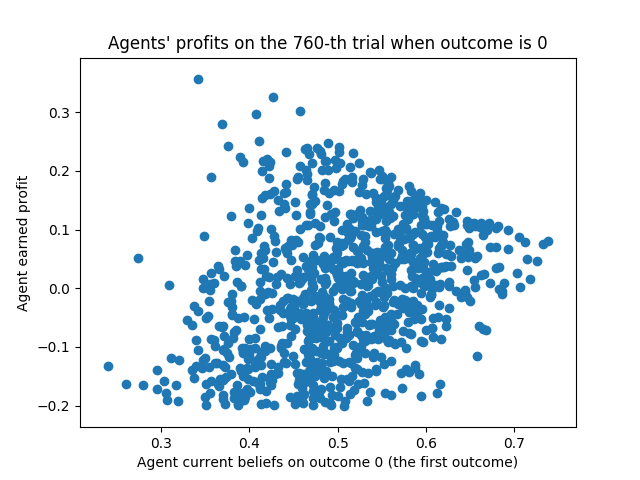 Agents' profits on the 760-th trial when outcome is 0
Agent earned profit
0.3
0.2
0.1
0.0
−0.1
−0.2
0.3 0.4 0.5 0.6 0.7
Agent current beliefs on outcome 0 (the first outcome)